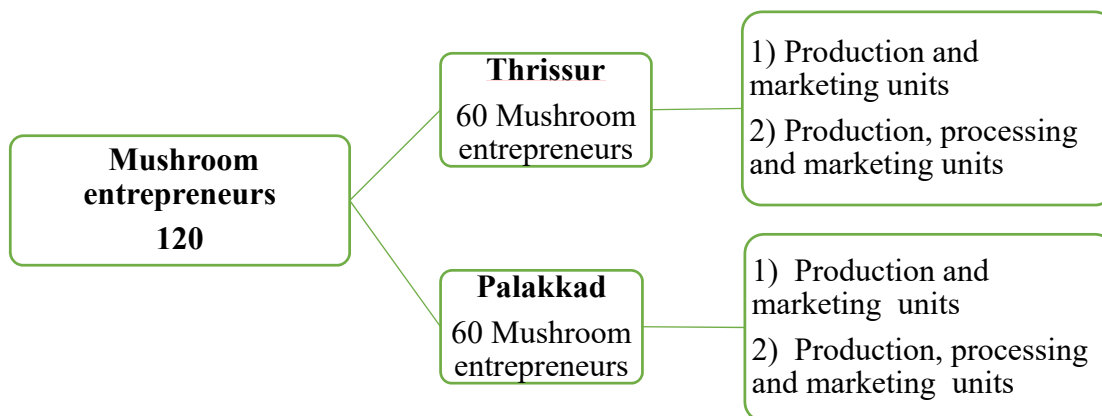 Mushroom
entrepreneurs
120
Thrissur
60 Mushroom
entrepreneurs
1) Production and
marketing units
2) Production, processing
and marketing units
Palakkad
60 Mushroom
entrepreneurs
1) Production and
marketing units
2) Production, processing
and marketing units